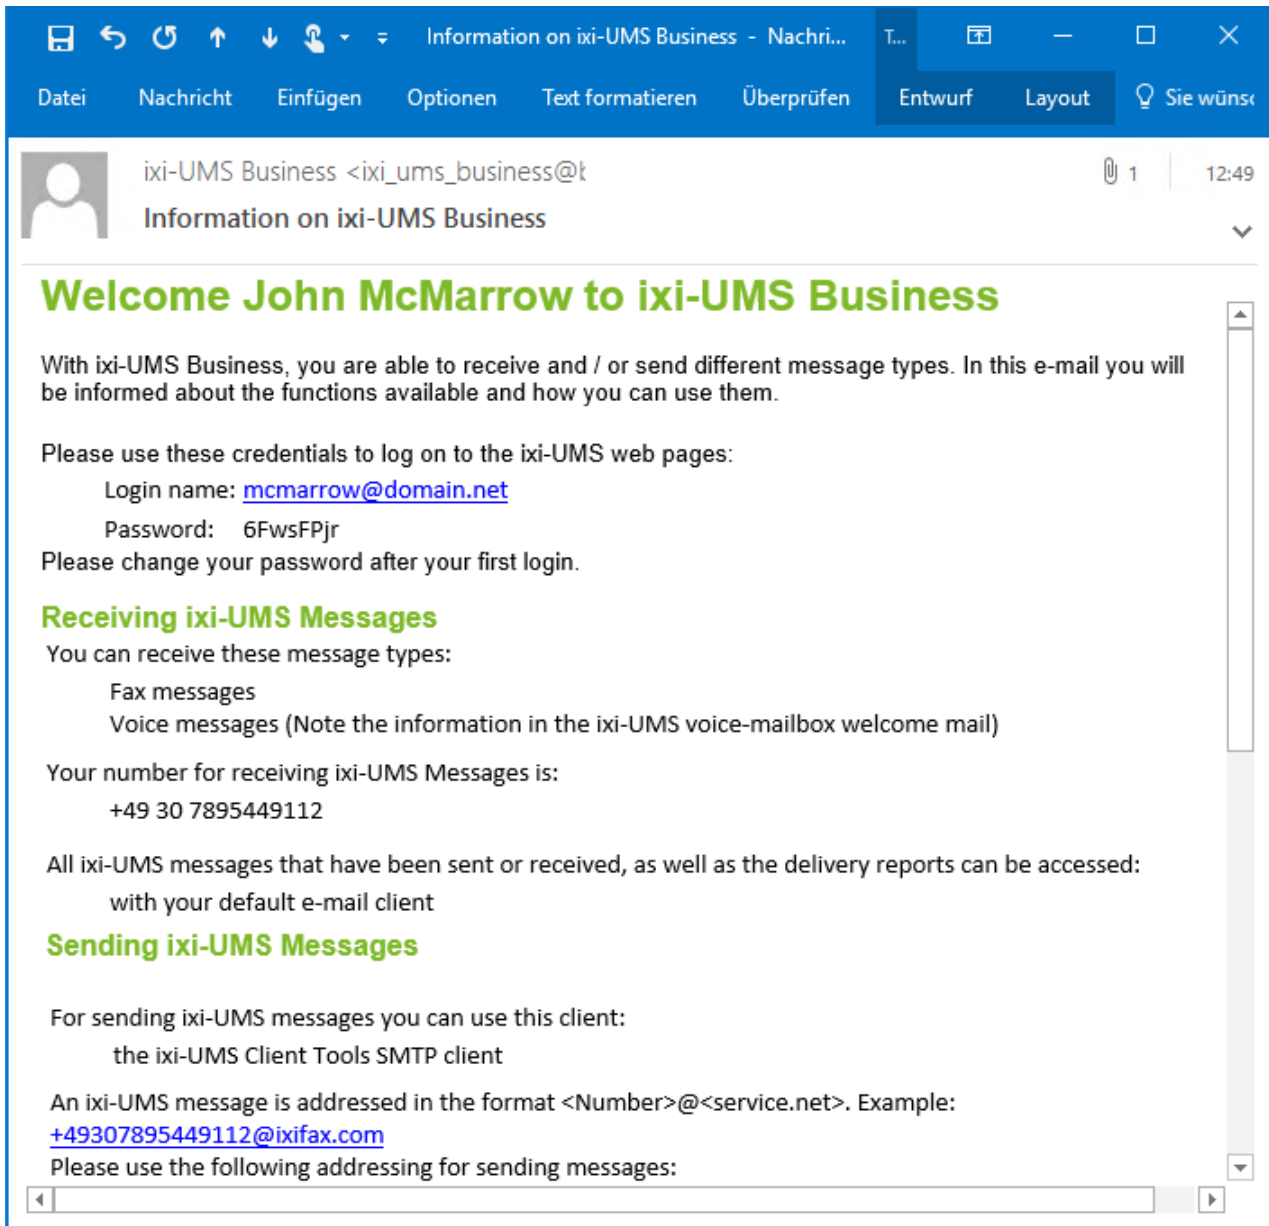 Information on ixi-UMS Business - Nachri...
T...
Datei Nachricht Einfügen Optionen Text formatieren Überprüfen Entwurf Layout Sie wüns
ixi-UMS Business <ixi_ums_business@
1 12:49
Information on ixi-UMS Business
Welcome John McMarrow to ixi-UMS Business
With ixi-UMS Business, you are able to receive and / or send different message types. In this e-mail you will
be informed about the functions available and how you can use them.
Please use these credentials to log on to the ixi-UMS web pages:
Login name: mcmarrow@domain.net
Password: 6FwsFPjr
Please change your password after your first login.
Receiving ixi-UMS Messages
You can receive these message types:
Fax messages
Voice messages (Note the information in the ixi-UMS voice-mailbox welcome mail)
Your number for receiving ixi-UMS Messages is:
+49 30 7895449112
All ixi-UMS messages that have been sent or received, as well as the delivery reports can be accessed:
with your default e-mail client
Sending ixi-UMS Messages
For sending ixi-UMS messages you can use this client:
the ixi-UMS Client Tools SMTP client
An ixi-UMS message is addressed in the format <Number>@<service.net>. Example:
+49307895449112@ixifax.com
Please use the following addressing for sending messages: